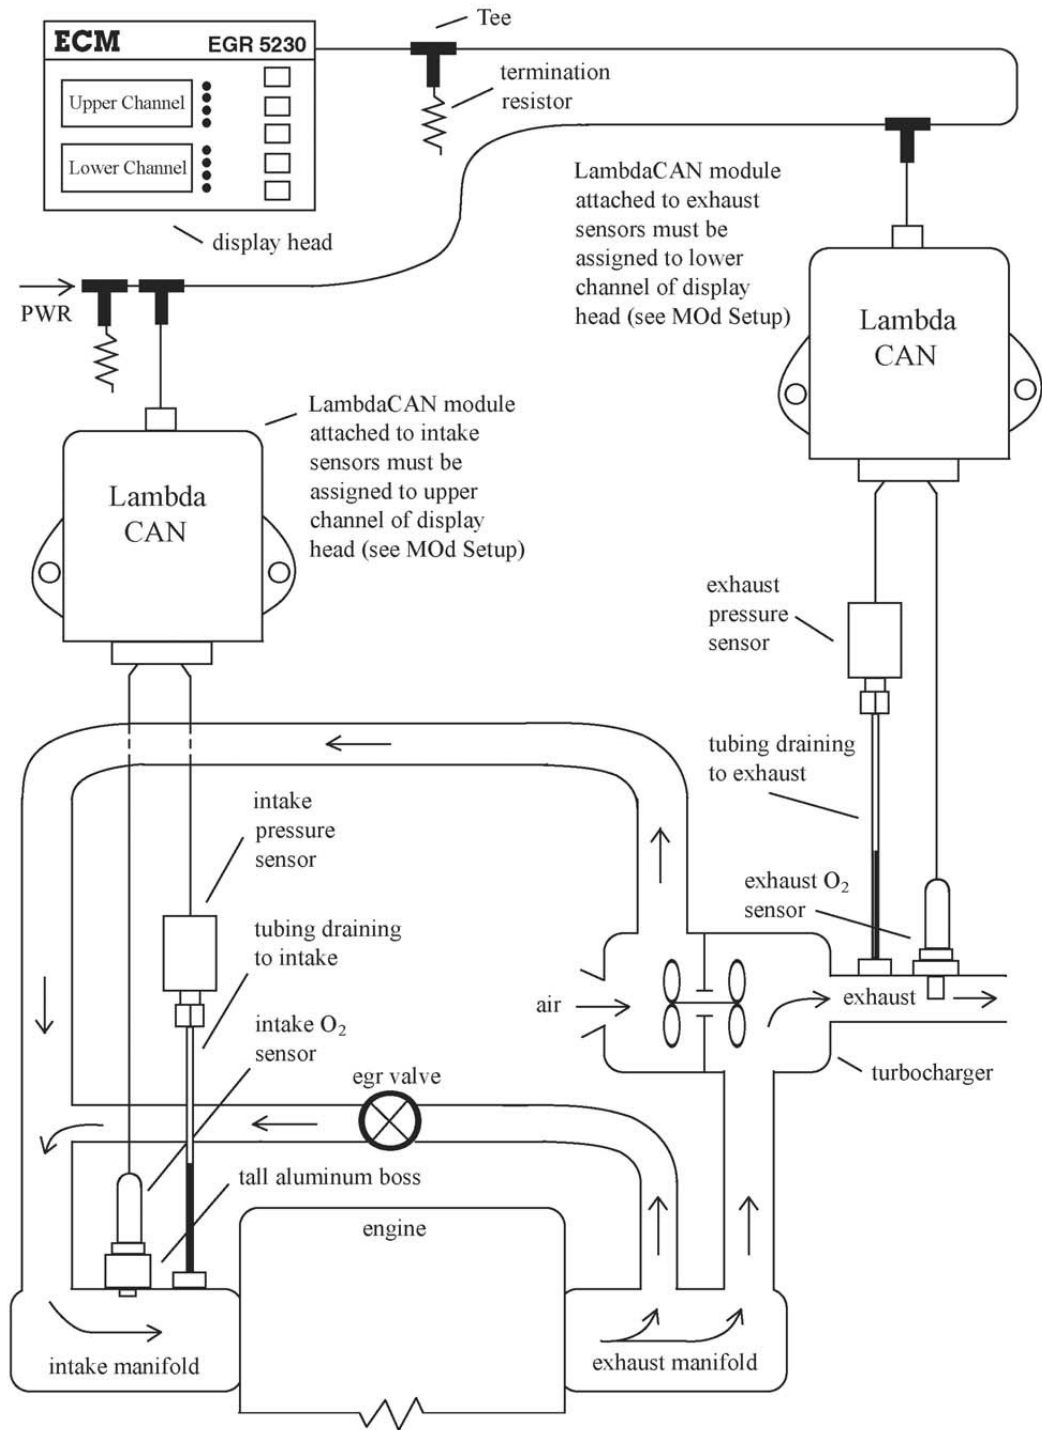 Tee
ECM
EGR 5230
Upper Channel
Lower Channel
termination
resistor
display head
PWR
LambdaCAN module
attached to exhaust
sensors must be
assigned to lower
channel of display
head (see MOd Setup)
Lambda
CAN
LambdaCAN module
attached to intake
sensors must be
assigned to upper
channel of display
head (see MOd Setup)
Lambda
CAN
exhaust
pressure
sensor
tubing draining
to exhaust
intake
pressure
sensor
exhaust O₂
sensor
tubing draining
to intake
air
exhaust
intake O₂
sensor
turbocharger
egr valve
tall aluminum boss
engine
intake manifold
exhaust manifold